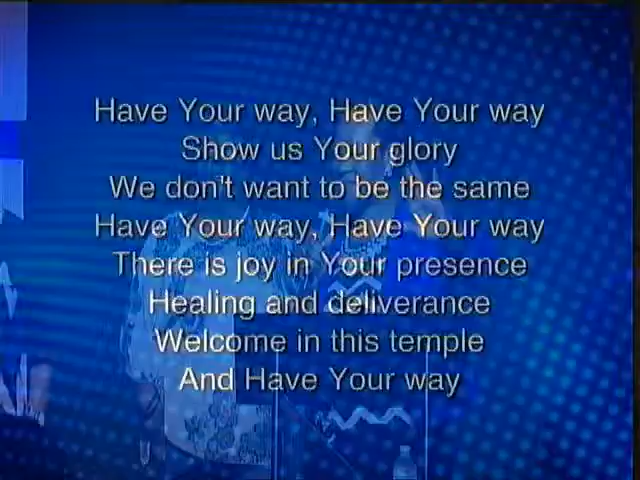 Have Your way, Have Your way
Show us Your glory
We don't want to be the same
Have Your way, Have Your way
There is joy in Your presence
Healing and deliverance
Welcome in this temple
And Have Your way